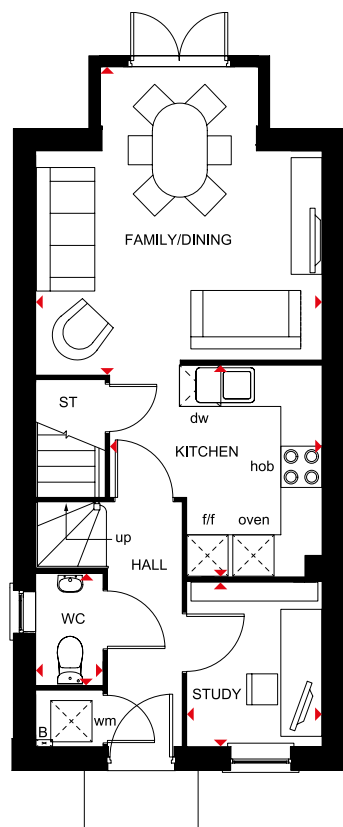 FAMILY/DINING
ST
dw
KITCHEN
hob
f/f oven
up
HALL
WC
STUDY
wm
B